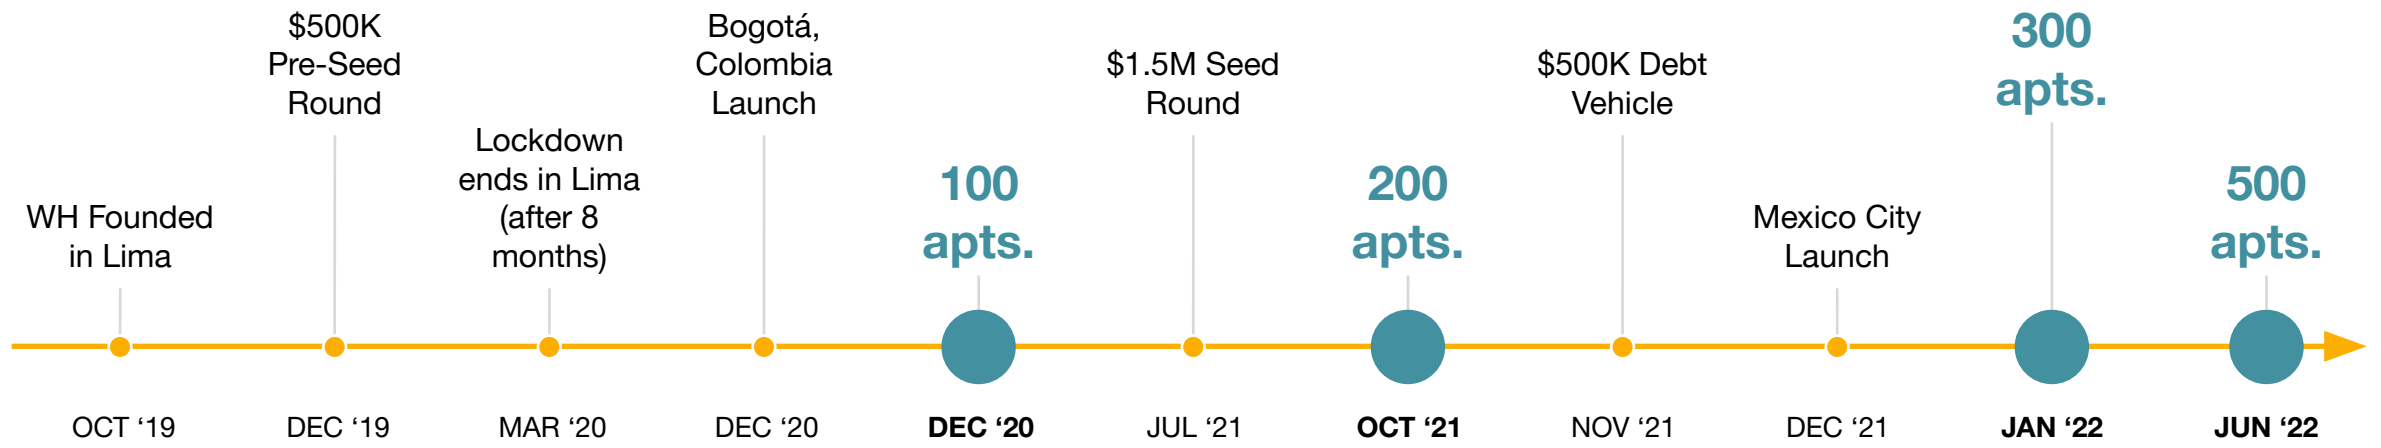 WH Founded
in Lima
OCT ‘19
$500K
Pre-Seed
Round
DEC ‘19
Lockdown
ends in Lima
(after 8
months)
MAR ‘20
Bogotá,
Colombia
Launch
DEC ‘20
100
apts.
DEC ‘20
$1.5M Seed
Round
JUL ‘21
200
apts.
OCT ‘21
$500K Debt
Vehicle
NOV ‘21
Mexico City
Launch
DEC ‘21
300
apts.
JAN ‘22
500
apts.
JUN ‘22